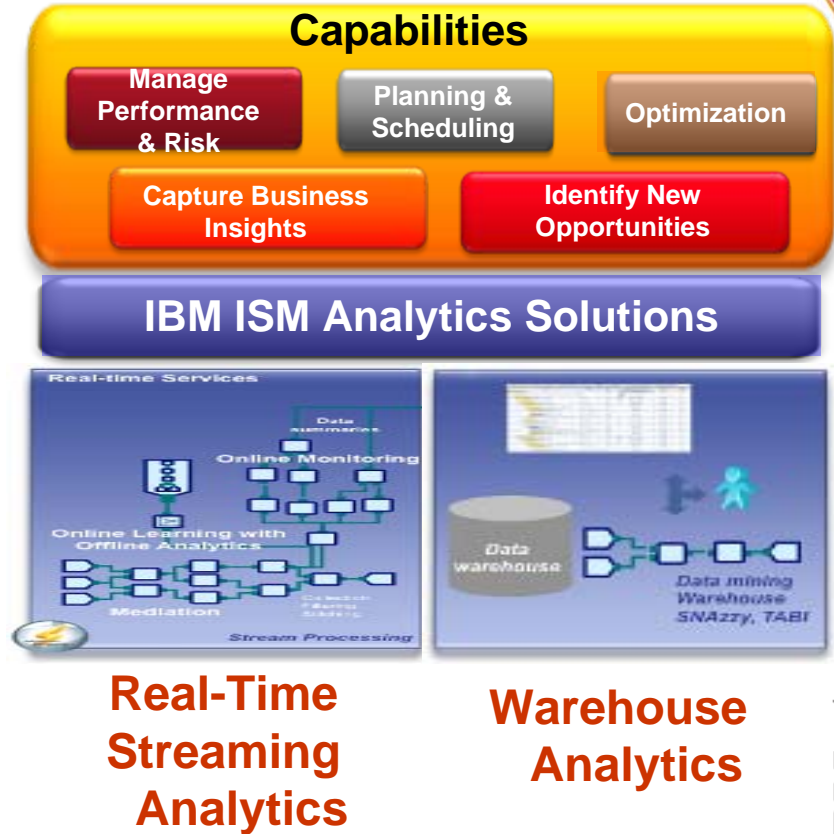 Capabilities
Manage
Performance
& Risk
Planning &
Scheduling
Optimization
Capture Business
Insights
Identify New
Opportunities
IBM ISM Analytics Solutions
Real-time Services
Data
summaries
Online Monitoring
Online Learning with
Offline Analytics
Mediation
Stream Processing
Data
warehouse
Data mining
Warehouse
SNAzzy, TABI
Real-Time
Streaming
Analytics
Warehouse
Analytics